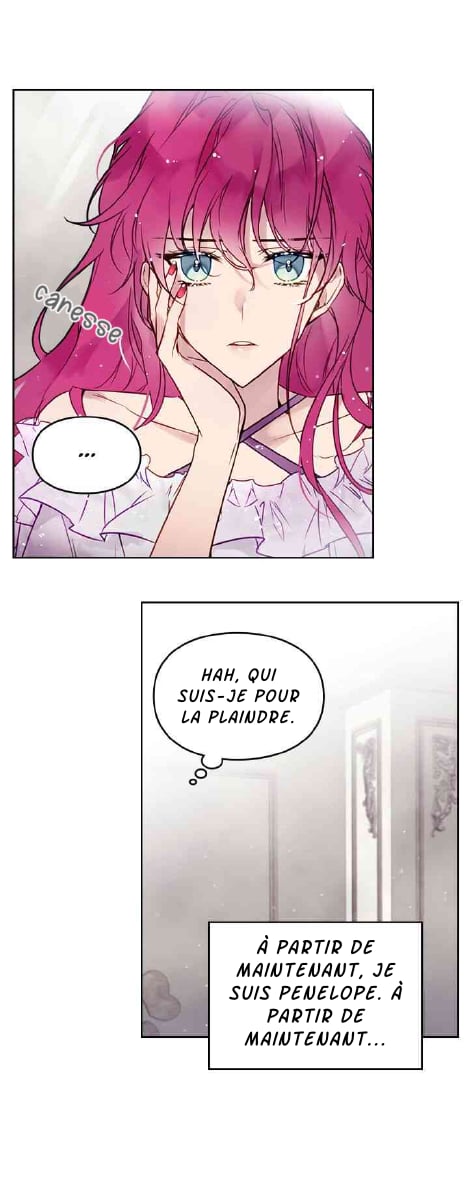 caresse
...
HAH, QUI
SUIS-JE POUR
LA PLAINDRE.
À PARTIR DE
MAINTENANT, JE
SUIS PENELOPE. À
PARTIR DE
MAINTENANT...